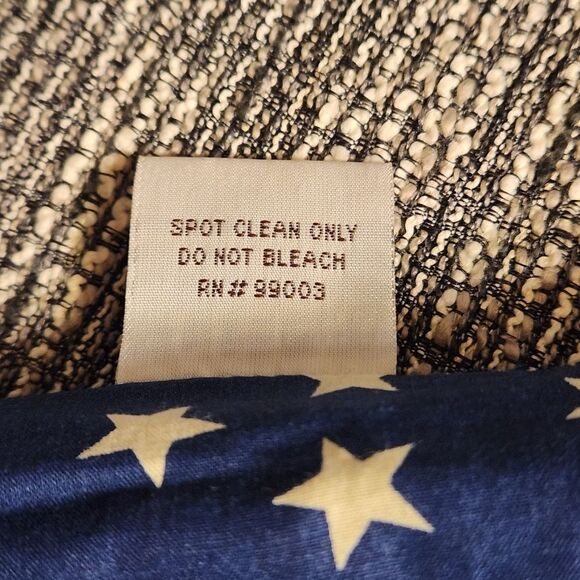 SPOT CLEAN ONLY
DO NOT BLEACH
RN# 99003